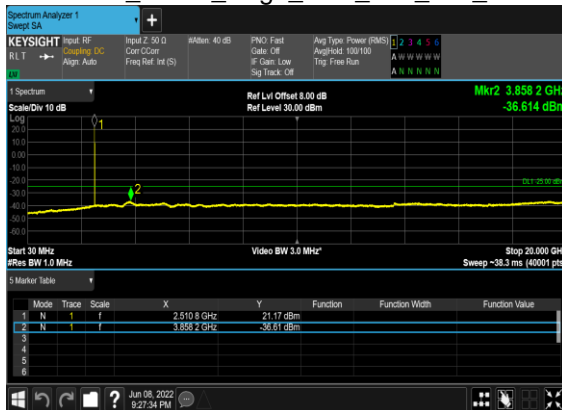 Spectrum Analyzer 1
Swept SA
+
KEYSIGHT Input: RF Input Z: 50 Ω #Atten: 40 dB PNO: Fast Avg Type: Power (RMS) 1 2 3 4 5 6
RLT Coupling: DC Corr CCorr Gate: Off Avg|Hold: 100/100 A W W W W W
Align: Auto Freq Ref: Int (S) IF Gain: Low Trig: Free Run
Sig Track: Off A N N N N N
1 Spectrum Ref Lvl Offset 8.00 dB Mkr2 3.858 2 GHz
Scale/Div 10 dB Ref Level 30.00 dBm -36.614 dBm
Log
20.0 1
10.0
0.00
-10.0
-20.0 2 DL1 -25.00 dBm
-30.0
-40.0
-50.0
-60.0
Start 30 MHz Video BW 3.0 MHz* Stop 20.000 GHz
#Res BW 1.0 MHz Sweep ~38.3 ms (40001 pts)
5 Marker Table
Mode Trace Scale X Y Function Function Width Function Value
1 N 1 f 2.510 8 GHz 21.17 dBm
2 N 1 f 3.858 2 GHz -36.61 dBm
3
4
5
6
? Jun 08, 2022
9:27:34 PM